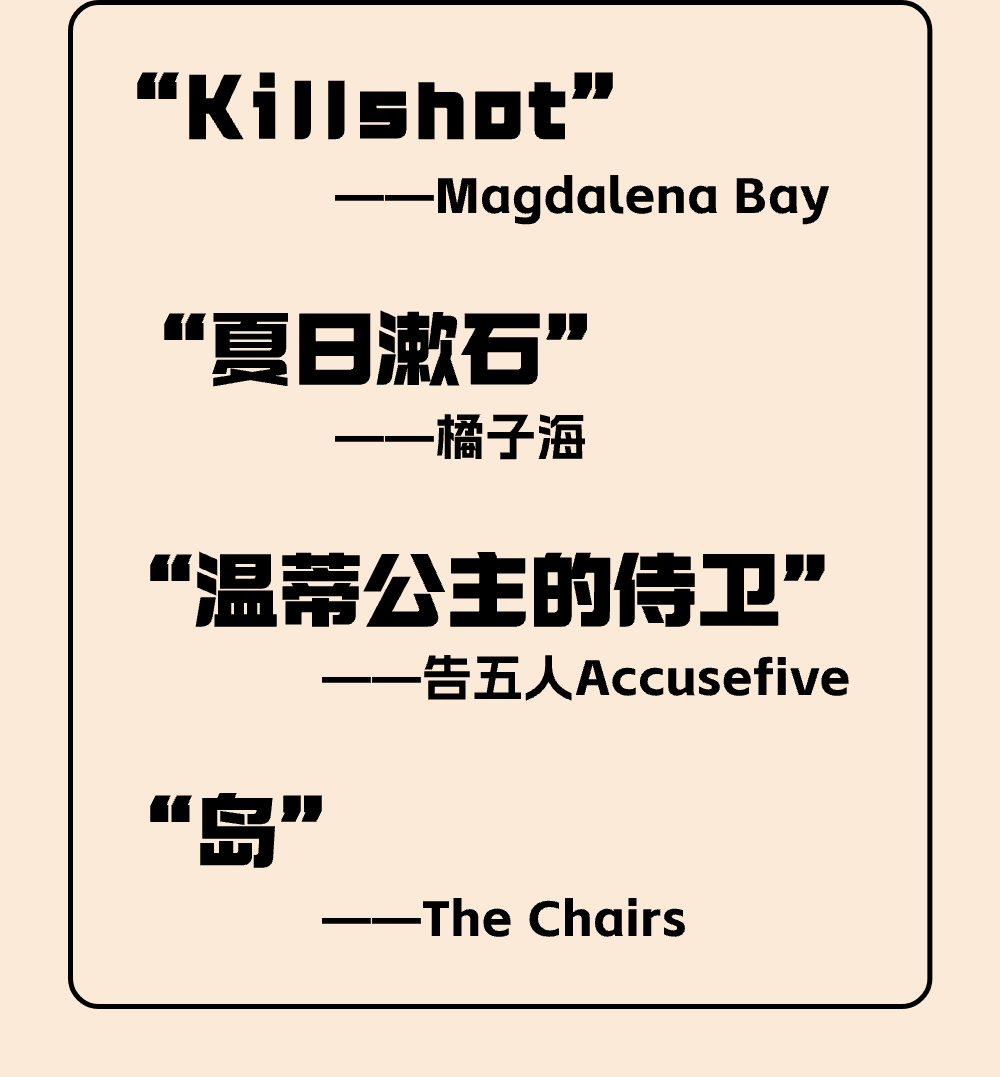 “Killshot”
——Magdalena Bay
“夏日漱石”
——橘子海
“温蒂公主的侍卫”
——告五人Accusefive
“岛”
——The Chairs